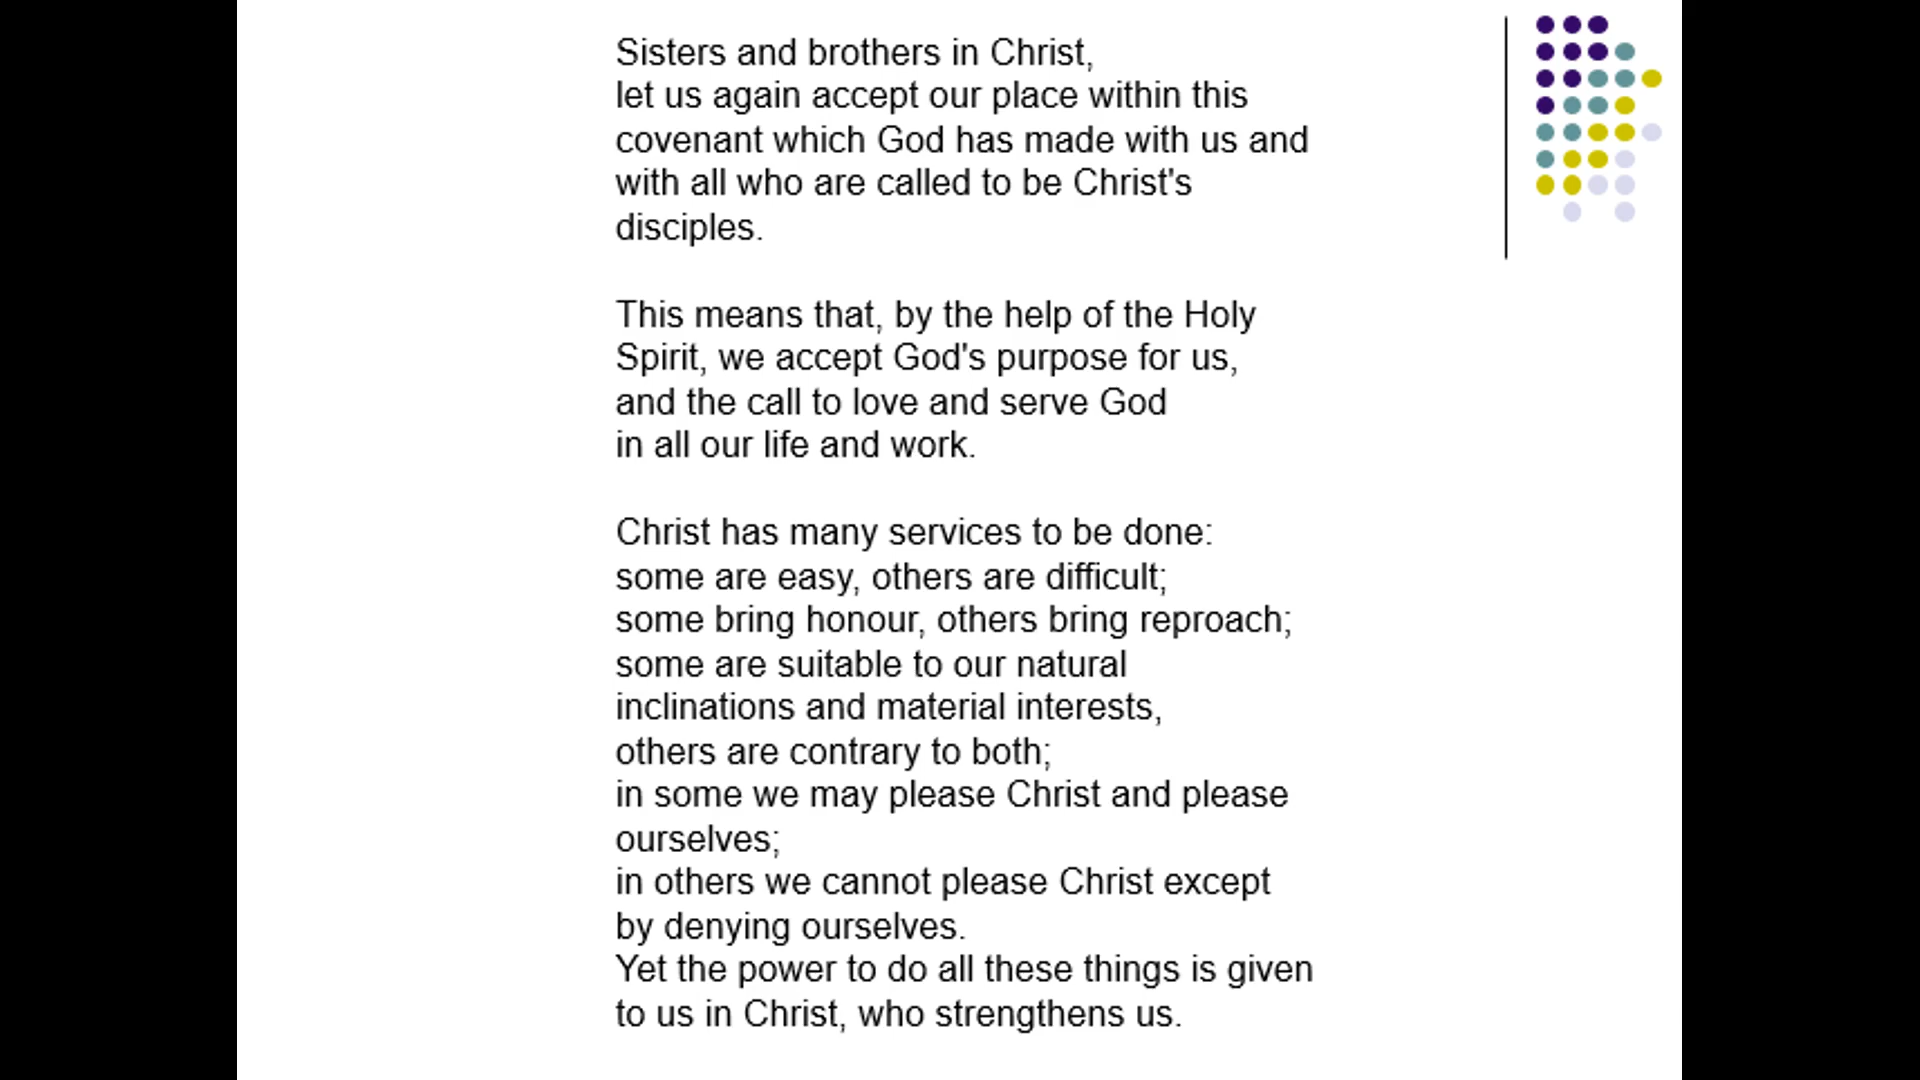 Sisters and brothers in Christ,
let us again accept our place within this
covenant which God has made with us and
with all who are called to be Christ's
disciples.
This means that, by the help of the Holy
Spirit, we accept God's purpose for us,
and the call to love and serve God
in all our life and work.
Christ has many services to be done:
some are easy, others are difficult;
some bring honour, others bring reproach;
some are suitable to our natural
inclinations and material interests,
others are contrary to both;
in some we may please Christ and please
ourselves;
in others we cannot please Christ except
by denying ourselves.
Yet the power to do all these things is given
to us in Christ, who strengthens us.